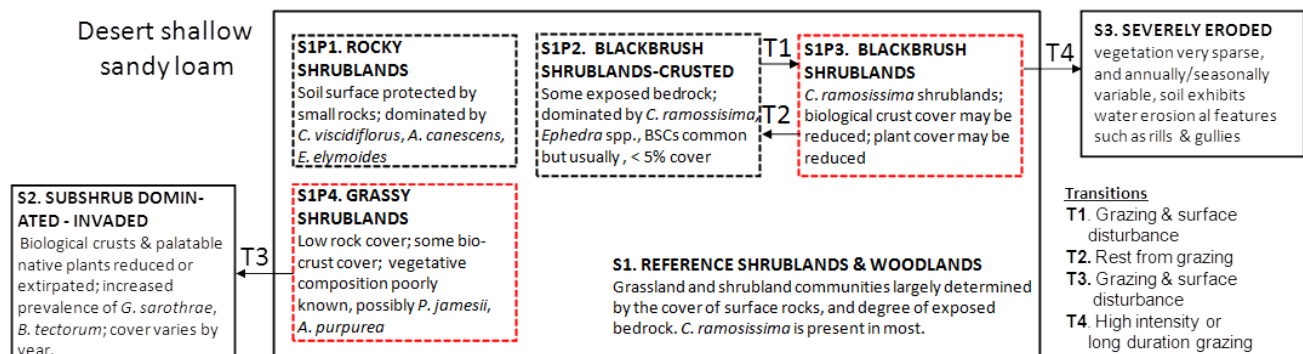 Desert shallow
sandy loam
S1P1. ROCKY
SHRUBLANDS
Soil surface protected by
small rocks; dominated by
C. viscidiflorus, A. canescens,
E. elymoides
S1P2. BLACKBRUSH
SHRUBLANDS-CRUSTED
Some exposed bedrock;
dominated by C. ramossisima,
Ephedra spp., BSCs common
but usually , < 5% cover
T1
T2
S1P3. BLACKBRUSH
SHRUBLANDS
C. ramosissima shrublands;
biological crust cover may be
reduced; plant cover may be
reduced
T4
S3. SEVERELY ERODED
vegetation very sparse,
and annually/seasonally
variable, soil exhibits
water erosion al features
such as rills & gullies
S2. SUBSHRUB DOMIN-
ATED - INVADED
Biological crusts & palatable
native plants reduced or
extirpated; increased
prevalence of G. sarothrae,
B. tectorum; cover varies by
year.
T3
S1P4. GRASSY
SHRUBLANDS
Low rock cover; some bio-
crust cover; vegetative
composition poorly
known, possibly P. jamesii,
A. purpurea
S1. REFERENCE SHRUBLANDS & WOODLANDS
Grassland and shrubland communities largely determined
by the cover of surface rocks, and degree of exposed
bedrock. C. ramosissima is present in most.
Transitions
T1. Grazing & surface
disturbance
T2. Rest from grazing
T3. Grazing & surface
disturbance
T4. High intensity or
long duration grazing